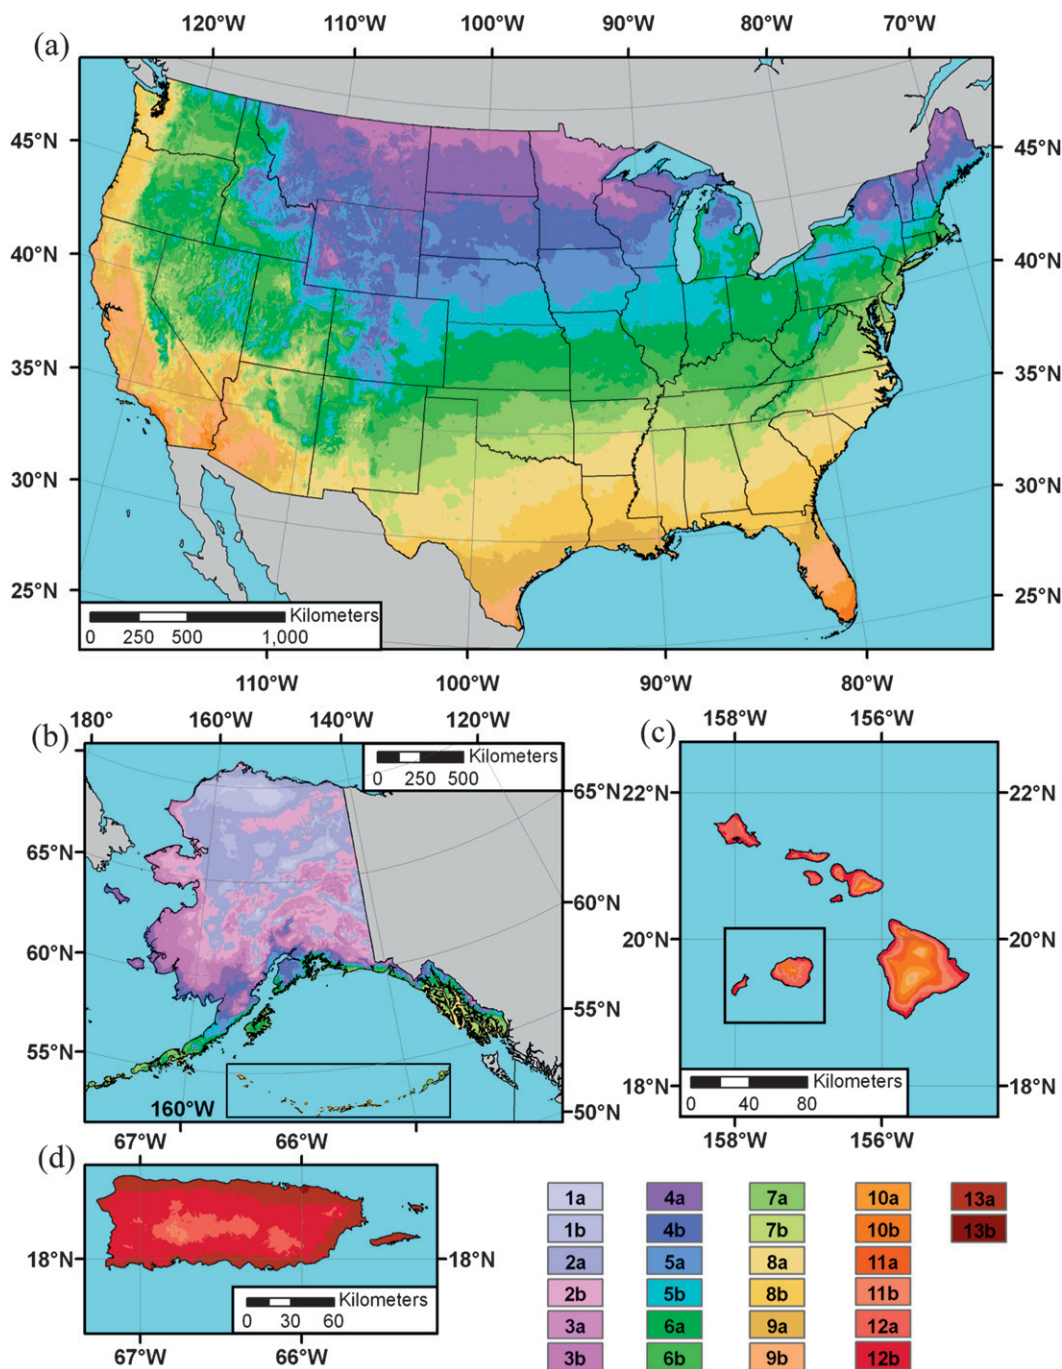 120°W 110°W 100°W 90°W 80°W 70°W
(a)
45°N 45°N
40°N 40°N
35°N 35°N
30°N 30°N
25°N 25°N
Kilometers
0 250 500 1,000
110°W 100°W 90°W 80°W
180° 160°W 140°W 120°W
(b)
Kilometers
0 250 500
65°N 65°N
60°N 60°N
55°N 55°N
50°N
160°W
158°W 156°W
(c)
22°N 22°N
20°N 20°N
18°N 18°N
Kilometers
0 40 80
158°W 156°W
67°W 66°W
(d)
18°N 18°N
Kilometers
0 30 60
67°W 66°W
1a 4a 7a 10a 13a
1b 4b 7b 10b 13b
2a 5a 8a 11a
2b 5b 8b 11b
3a 6a 9a 12a
3b 6b 9b 12b